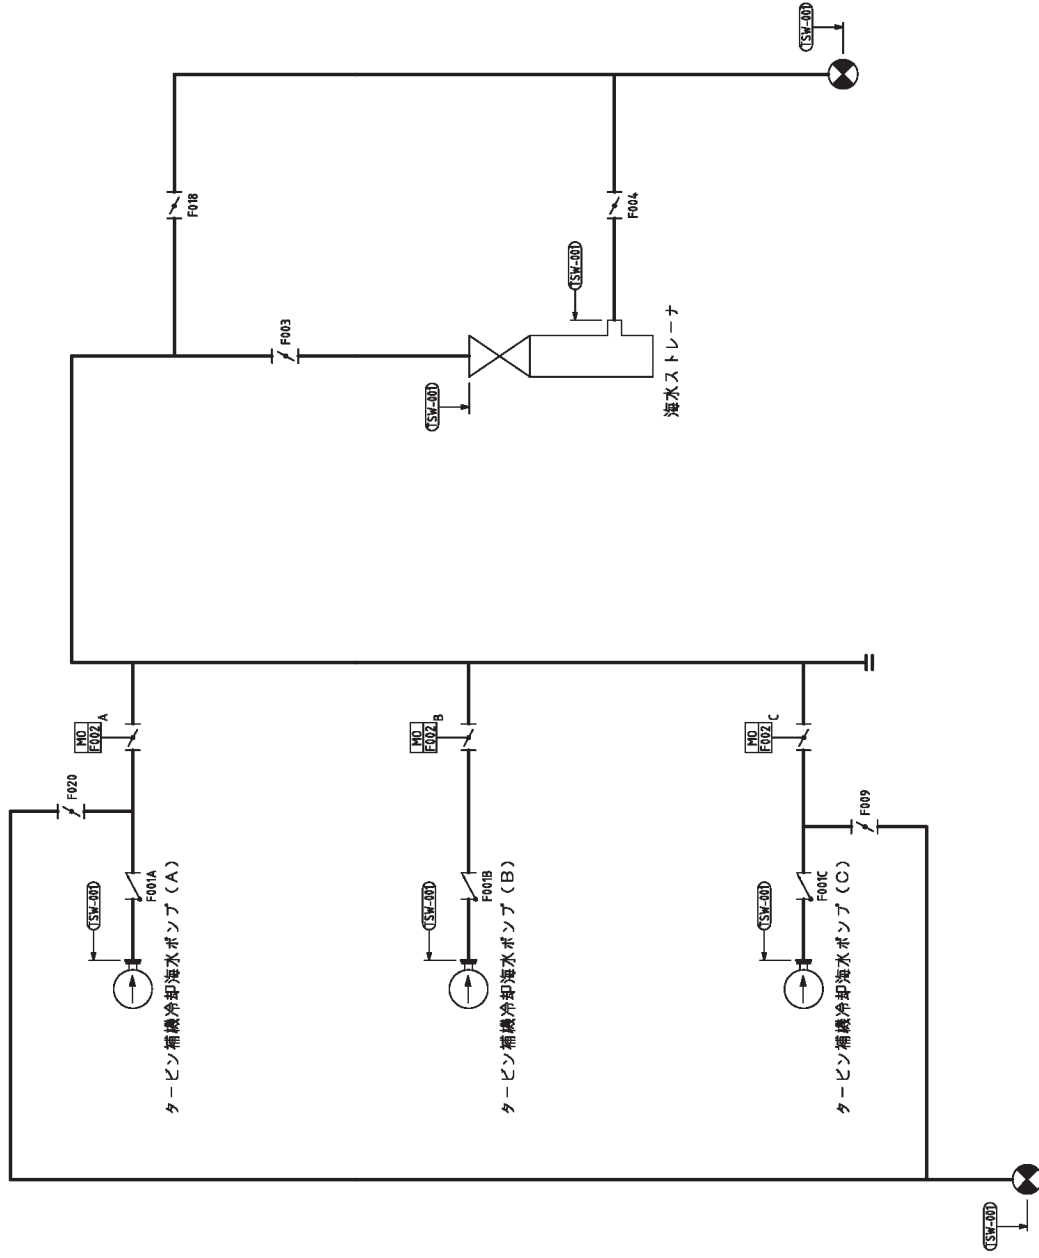 F020
MO
F002
A
TSW-001
F001A
タービン補機冷却海水ポンプ (A)
F018
F003
MO
F002
B
TSW-001
TSW-001
F001B
タービン補機冷却海水ポンプ (B)
TSW-001
F004
海水ストレーナ
MO
F002
C
TSW-001
TSW-001
F001C
タービン補機冷却海水ポンプ (C)
F009
TSW-001